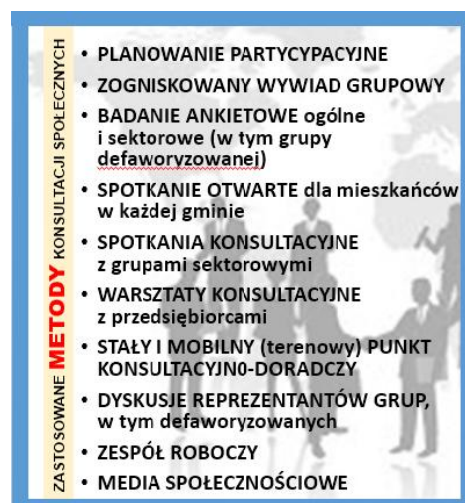 ZASTOSOWANE METODY KONSULTACJI SPOŁECZNYCH
• PLANOWANIE PARTYCYPACYJNE
• ZOGNISKOWANY WYWIAD GRUPOWY
• BADANIE ANKIETOWE ogólne
i sektorowe (w tym grupy
defaworyzowanej)
• SPOTKANIE OTWARTE dla mieszkańców
w każdej gminie
• SPOTKANIA KONSULTACYJNE
z grupami sektorowymi
• WARSZTATY KONSULTACYJNE
z przedsiębiorcami
• STAŁY I MOBILNY (terenowy) PUNKT
KONSULTACYJN0-DORADCZY
• DYSKUSJE REPREZENTANTÓW GRUP,
w tym defaworyzowanych
• ZESPÓŁ ROBOCZY
• MEDIA SPOŁECZNOŚCIOWE